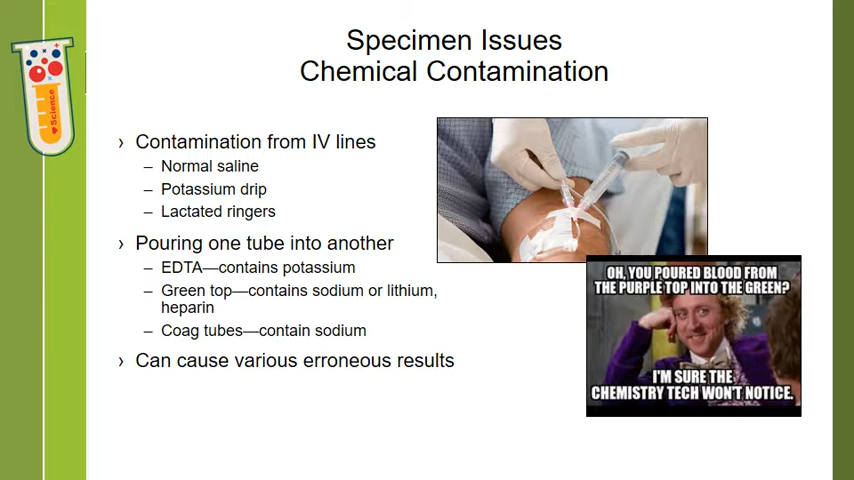 Specimen Issues
Chemical Contamination
Science
› Contamination from IV lines
– Normal saline
– Potassium drip
– Lactated ringers
› Pouring one tube into another
– EDTA—contains potassium
– Green top—contains sodium or lithium,
heparin
– Coag tubes—contain sodium
› Can cause various erroneous results
OH, YOU POURED BLOOD FROM
THE PURPLE TOP INTO THE GREEN?
I'M SURE THE
CHEMISTRY TECH WON'T NOTICE.